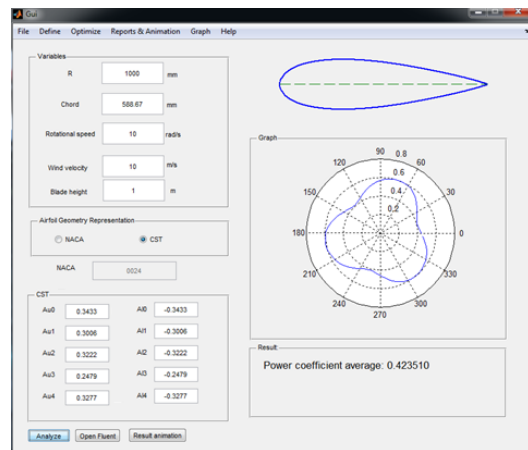 Gui
File Define Optimize Reports & Animation Graph Help
Variables
R 1000 mm
Chord 588.67 mm
Rotational speed 10 rad/s
Wind velocity 10 m/s
Blade height 1 m
Airfoil Geometry Representation
NACA CST
NACA 0024
CST
Au0 0.3433 Al0 -0.3433
Au1 0.3006 Al1 -0.3006
Au2 0.3222 Al2 -0.3222
Au3 0.2479 Al3 -0.2479
Au4 0.3277 Al4 -0.3277
Analyze Open Fluent Result animation
Graph
90 0.8
120 60
0.6
0.4
150 30
0.2
180 0
210 330
240 300
270
Result
Power coefficient average: 0.423510